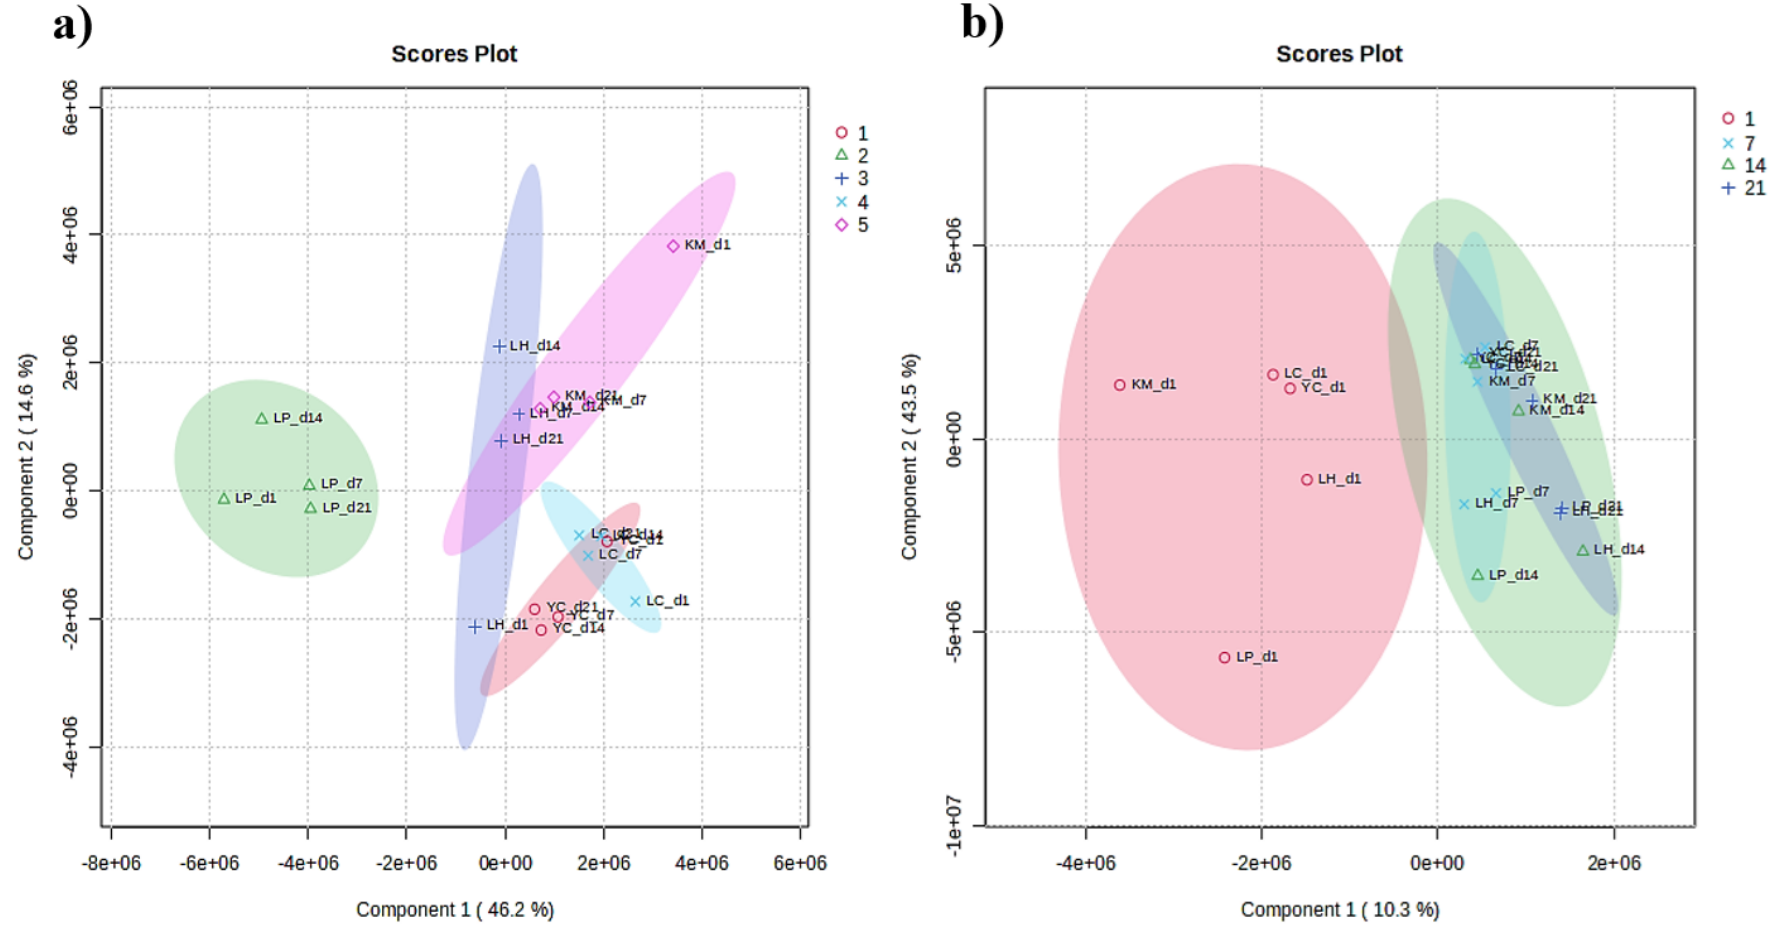 a)
Scores Plot
6e+06
4e+06
2e+06
0e+00
-2e+06
-4e+06
Component 2 ( 14.6 %)
-8e+06 -6e+06 -4e+06 -2e+06 0e+00 2e+06 4e+06 6e+06
Component 1 ( 46.2 %)
1
2
3
4
5
KM_d1
LH_d14
KM_d21
KM_d7
KM_d14
LH_d7
LH_d21
LP_d14
LP_d7
LP_d1
LP_d21
LC_d7
LC_d1
YC_d21
YC_d7
YC_d14
LH_d1
b)
Scores Plot
5e+06
0e+00
-5e+06
-1e+07
Component 2 ( 43.5 %)
-4e+06 -2e+06 0e+00 2e+06
Component 1 ( 10.3 %)
1
7
14
21
KM_d1
LC_d1
YC_d1
LH_d1
LP_d1
LC_d7
KM_d7
KM_d21
KM_d14
LP_d7
LH_d7
LP_d21
LH_d21
LH_d14
LP_d14